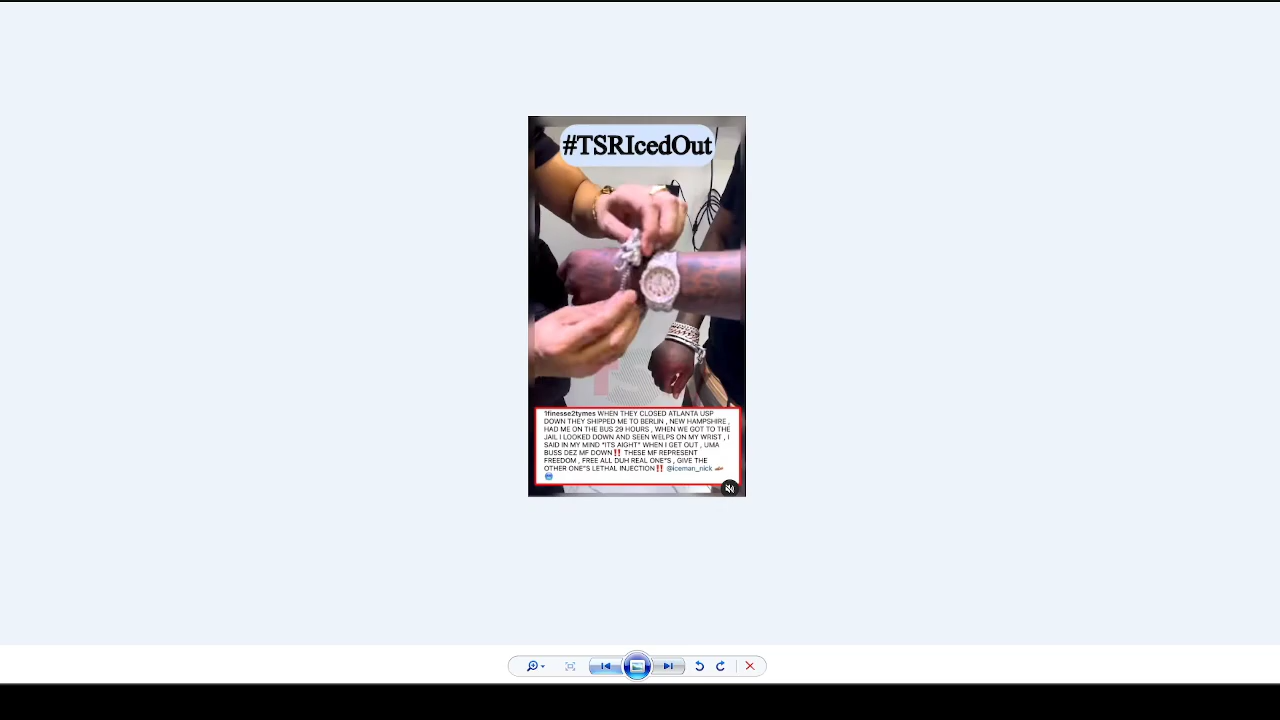 #TSRIcedOut
1finesse2tymes WHEN THEY CLOSED ATLANTA USP
DOWN THEY SHIPPED ME TO BERLIN , NEW HAMPSHIRE ,
HAD ME ON THE BUS 29 HOURS , WHEN WE GOT TO THE
JAIL I LOOKED DOWN AND SEEN WELPS ON MY WRIST , I
SAID IN MY MIND "ITS AIGHT" WHEN I GET OUT , UMA
BUSS DEZ MF DOWN‼️ THESE MF REPRESENT
FREEDOM , FREE ALL DUH REAL ONE"S , GIVE THE
OTHER ONE"S LETHAL INJECTION‼️ @iceman_nick